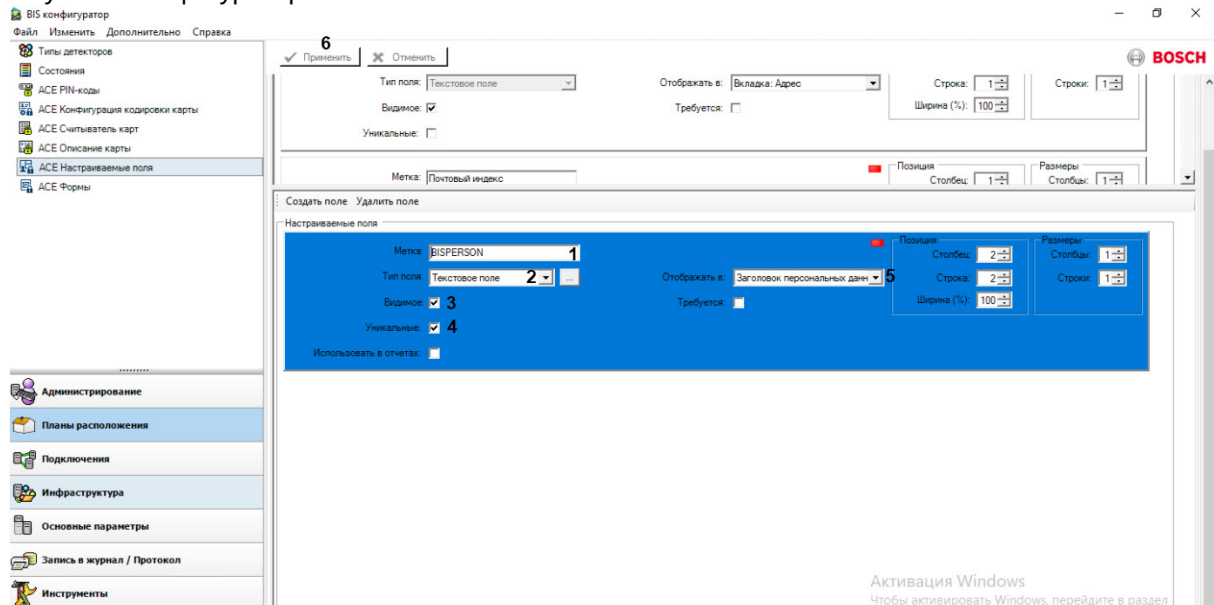 BIS конфигуратор
Файл Изменить Дополнительно Справка
Типы детекторов
Состояния
ACE PIN-коды
ACE Конфигурация кодировки карты
ACE Считыватель карт
ACE Описание карты
ACE Настраиваемые поля
ACE Формы
6
Применить Отменить
BOSCH
Тип поля: Текстовое поле Отображать в: Вкладка: Адрес Строка: 1 Строки: 1
Видимое: Требуется: Ширина (%): 100
Уникальные:
Позиция Размеры
Метка: Почтовый индекс Столбец: 1 Столбцы: 1
Создать поле Удалить поле
Настраиваемые поля
Позиция Размеры
Метка: BISPERSON 1 Столбец: 2 Столбцы: 1
Тип поля: Текстовое поле 2 ... Отображать в: Заголовок персональных данн 5 Строка: 2 Строки: 1
Видимое: 3 Требуется: Ширина (%): 100
Уникальные: 4
Использовать в отчетах:
Администрирование
Планы расположения
Подключения
Инфраструктура
Основные параметры
Запись в журнал / Протокол
Инструменты
Активация Windows
Чтобы активировать Windows, перейдите в раздел